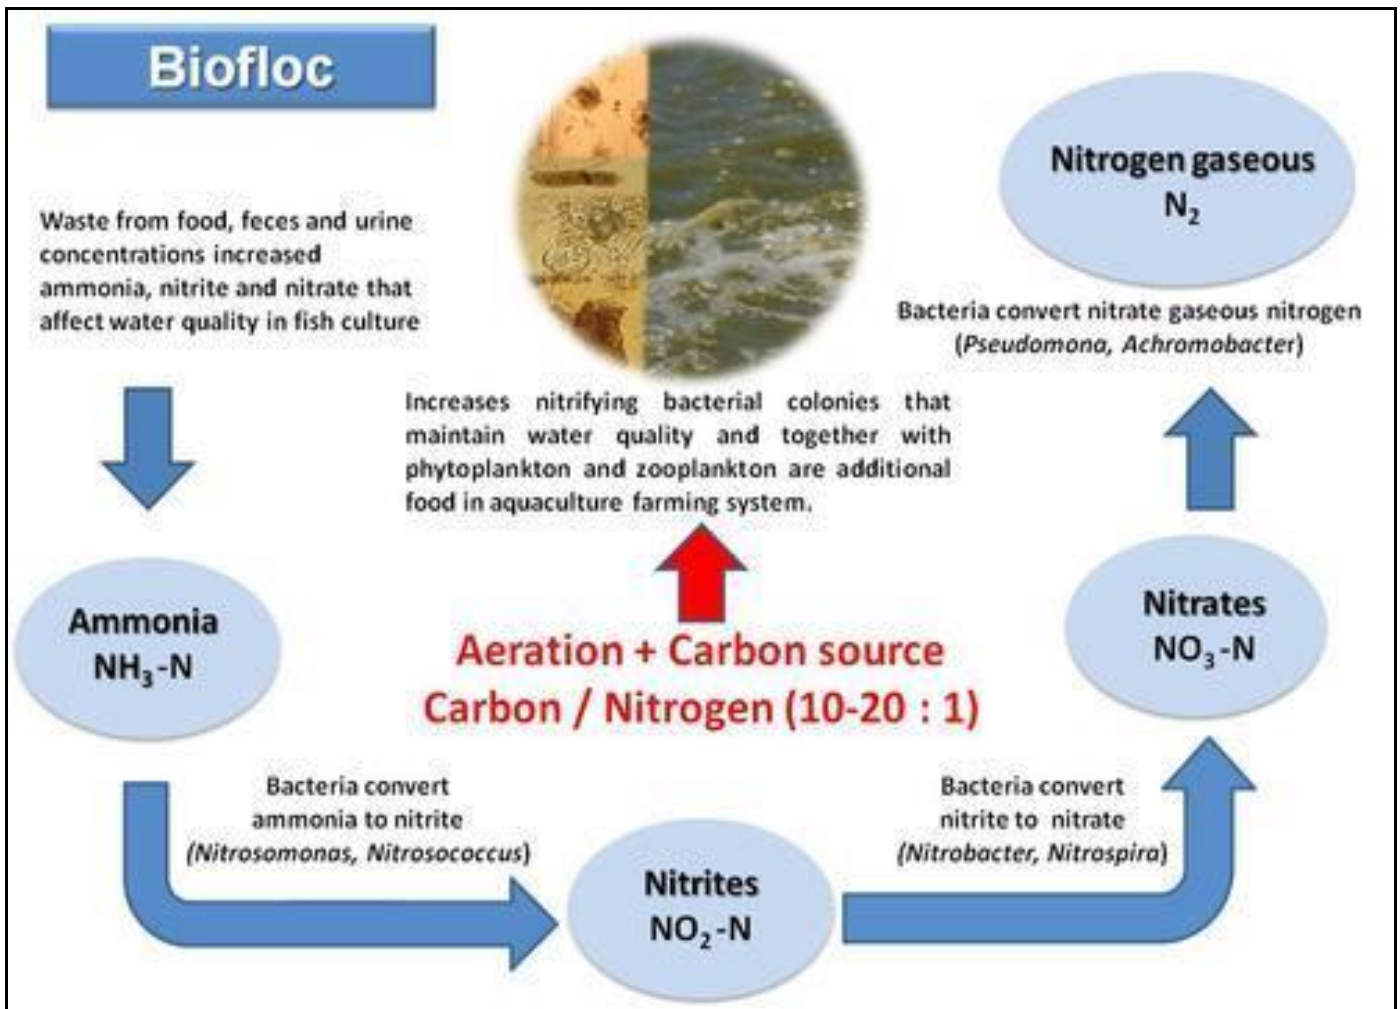 Biofloc
Waste from food, feces and urine
concentrations increased
ammonia, nitrite and nitrate that
affect water quality in fish culture
Increases nitrifying bacterial colonies that
maintain water quality and together with
phytoplankton and zooplankton are additional
food in aquaculture farming system.
Nitrogen gaseous
N₂
Bacteria convert nitrate gaseous nitrogen
(Pseudomona, Achromobacter)
Ammonia
NH₃-N
Aeration + Carbon source
Carbon / Nitrogen (10-20 : 1)
Nitrates
NO₃-N
Bacteria convert
ammonia to nitrite
(Nitrosomonas, Nitrosococcus)
Nitrites
NO₂-N
Bacteria convert
nitrite to nitrate
(Nitrobacter, Nitrospira)